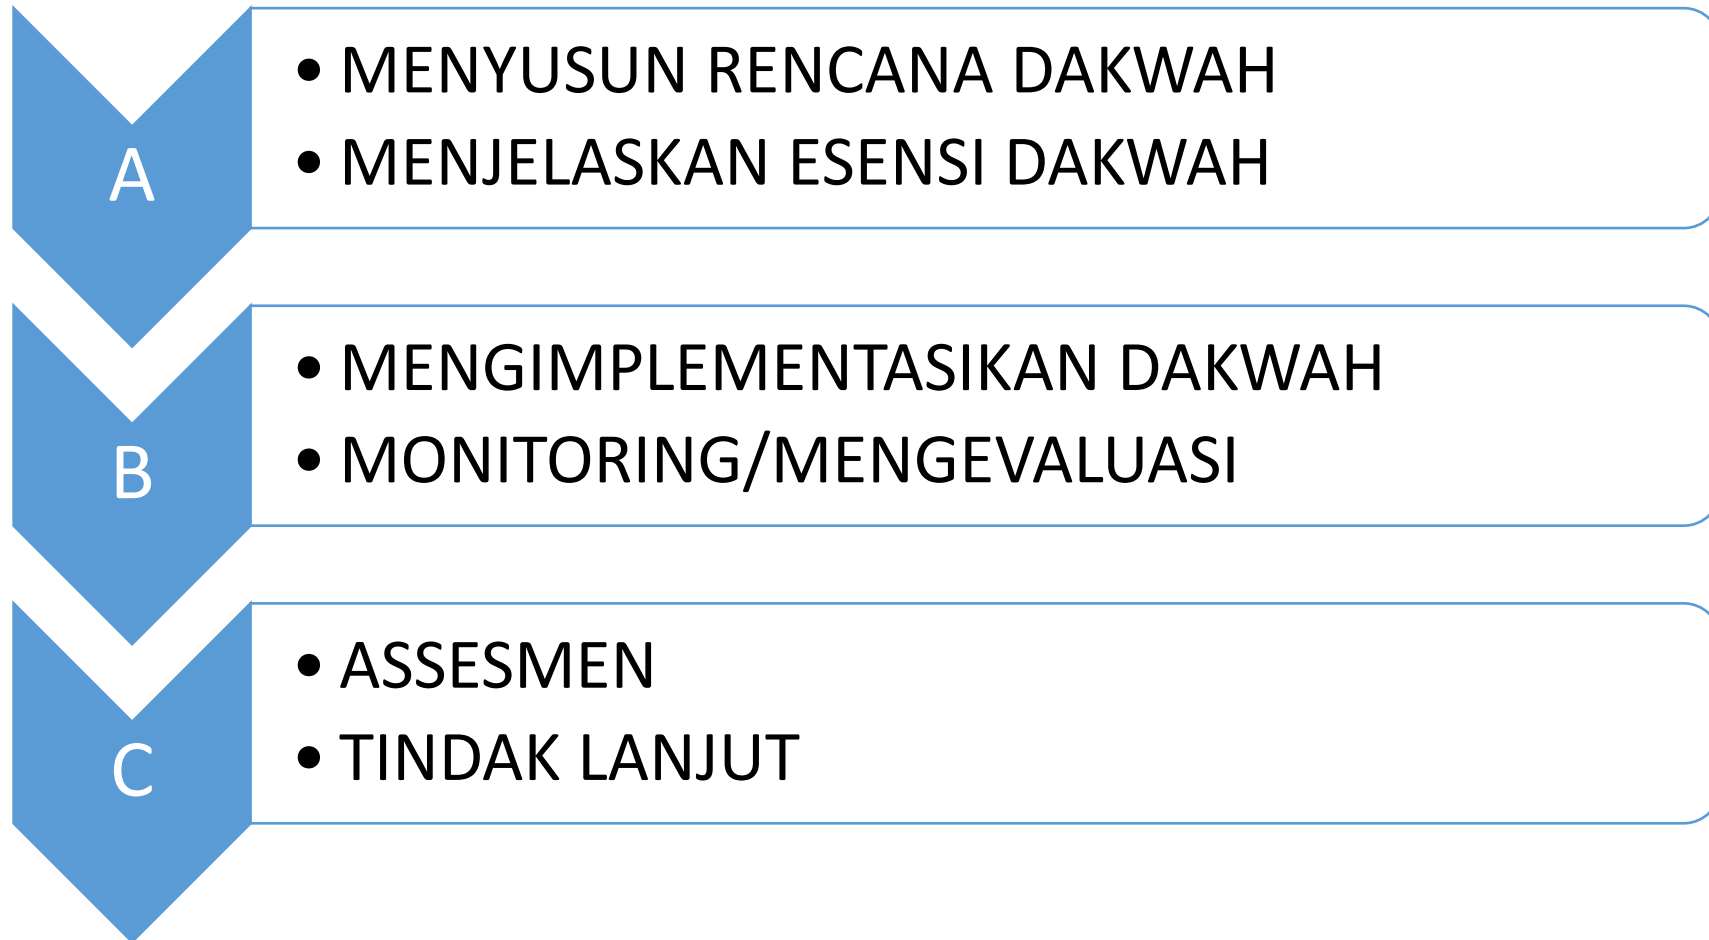 A
• MENYUSUN RENCANA DAKWAH
• MENJELASKAN ESENSI DAKWAH
B
• MENGIMPLEMENTASIKAN DAKWAH
• MONITORING/MENGEVALUASI
C
• ASSESMEN
• TINDAK LANJUT